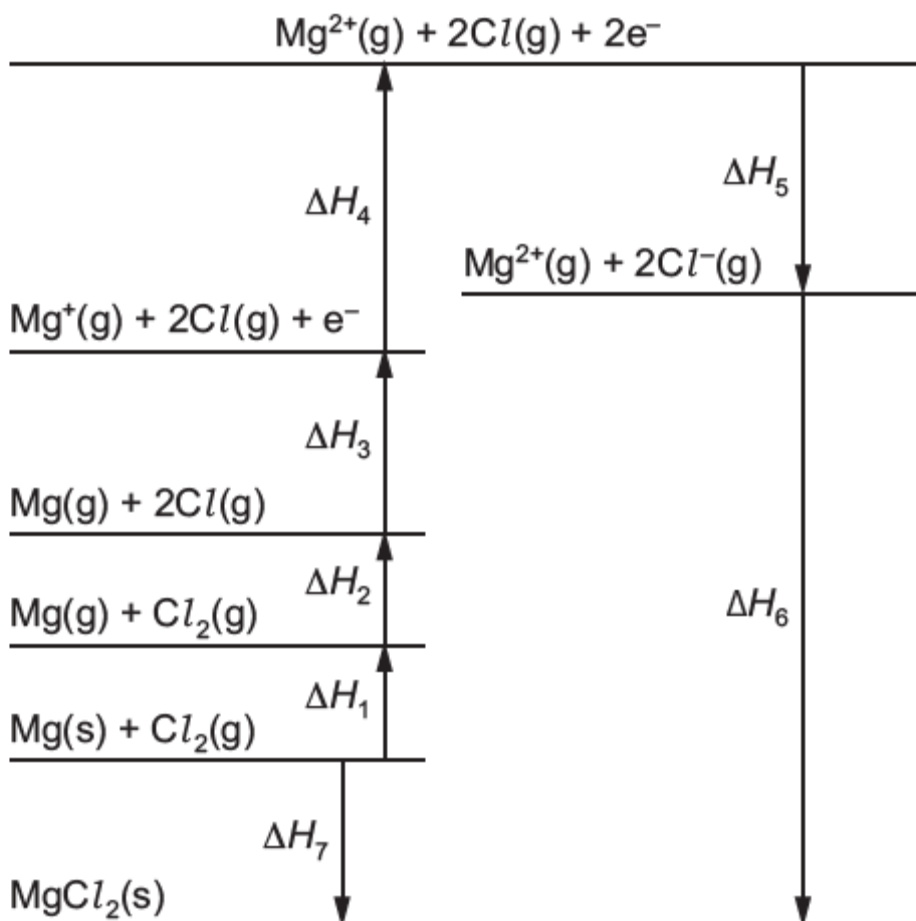 Mg²⁺(g) + 2Cl(g) + 2e⁻
ΔH₄
ΔH₅
Mg²⁺(g) + 2Cl⁻(g)
Mg⁺(g) + 2Cl(g) + e⁻
ΔH₃
Mg(g) + 2Cl(g)
ΔH₂
Mg(g) + Cl₂(g)
ΔH₆
ΔH₁
Mg(s) + Cl₂(g)
ΔH₇
MgCl₂(s)